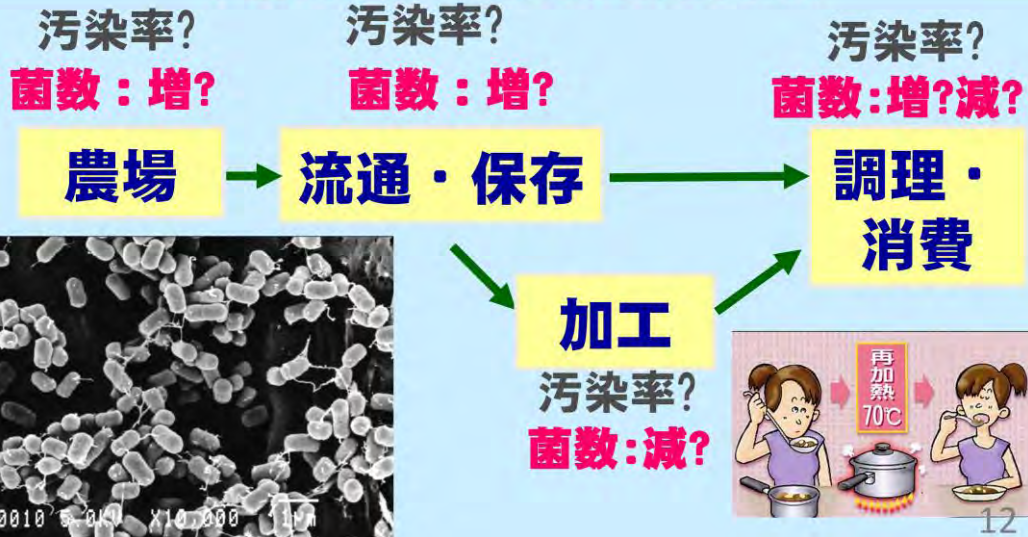 汚染率?
菌数：増?
農場
汚染率?
菌数：増?
流通・保存
汚染率?
菌数:増?減?
調理・
消費
加工
汚染率?
菌数:減?
0010 5.0KV X10,000 1μm
再
加
熱
70℃
12